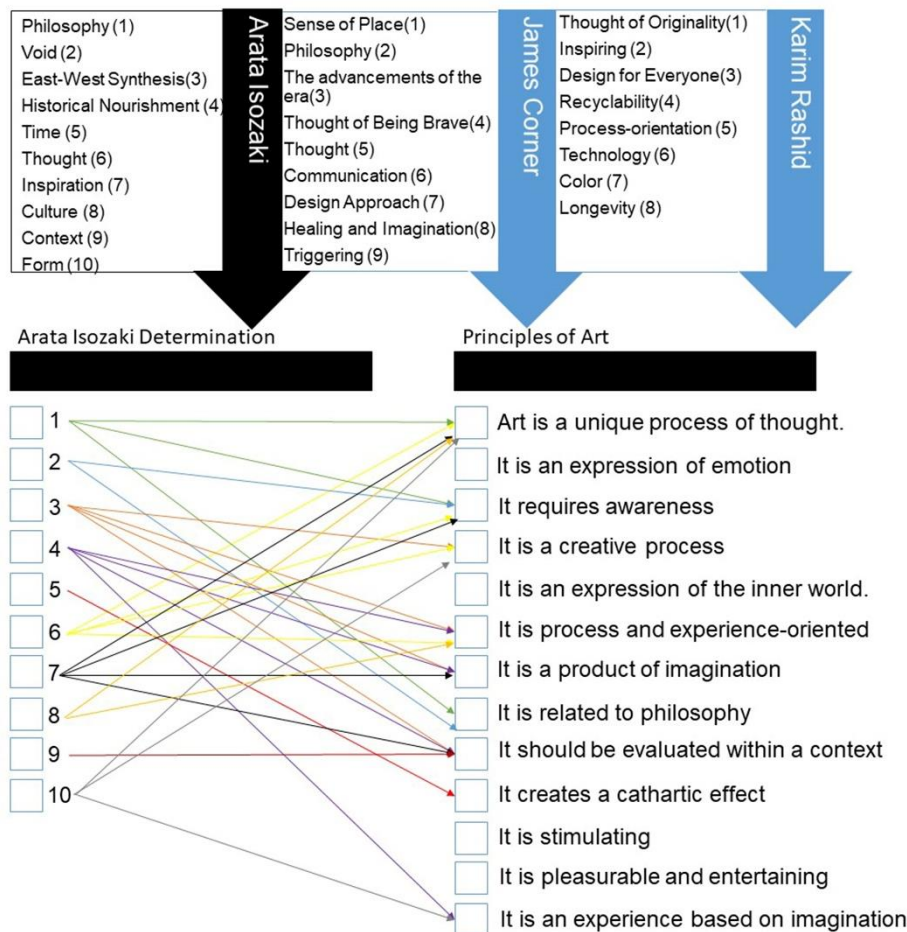 Philosophy (1)
Void (2)
East-West Synthesis(3)
Historical Nourishment (4)
Time (5)
Thought (6)
Inspiration (7)
Culture (8)
Context (9)
Form (10)
Arata Isozaki
Sense of Place(1)
Philosophy (2)
The advancements of the
era(3)
Thought of Being Brave(4)
Thought (5)
Communication (6)
Design Approach (7)
Healing and Imagination(8)
Triggering (9)
James Corner
Thought of Originality(1)
Inspiring (2)
Design for Everyone(3)
Recyclability(4)
Process-orientation (5)
Technology (6)
Color (7)
Longevity (8)
Karim Rashid
Arata Isozaki Determination
1
2
3
4
5
6
7
8
9
10
Principles of Art
Art is a unique process of thought.
It is an expression of emotion
It requires awareness
It is a creative process
It is an expression of the inner world.
It is process and experience-oriented
It is a product of imagination
It is related to philosophy
It should be evaluated within a context
It creates a cathartic effect
It is stimulating
It is pleasurable and entertaining
It is an experience based on imagination